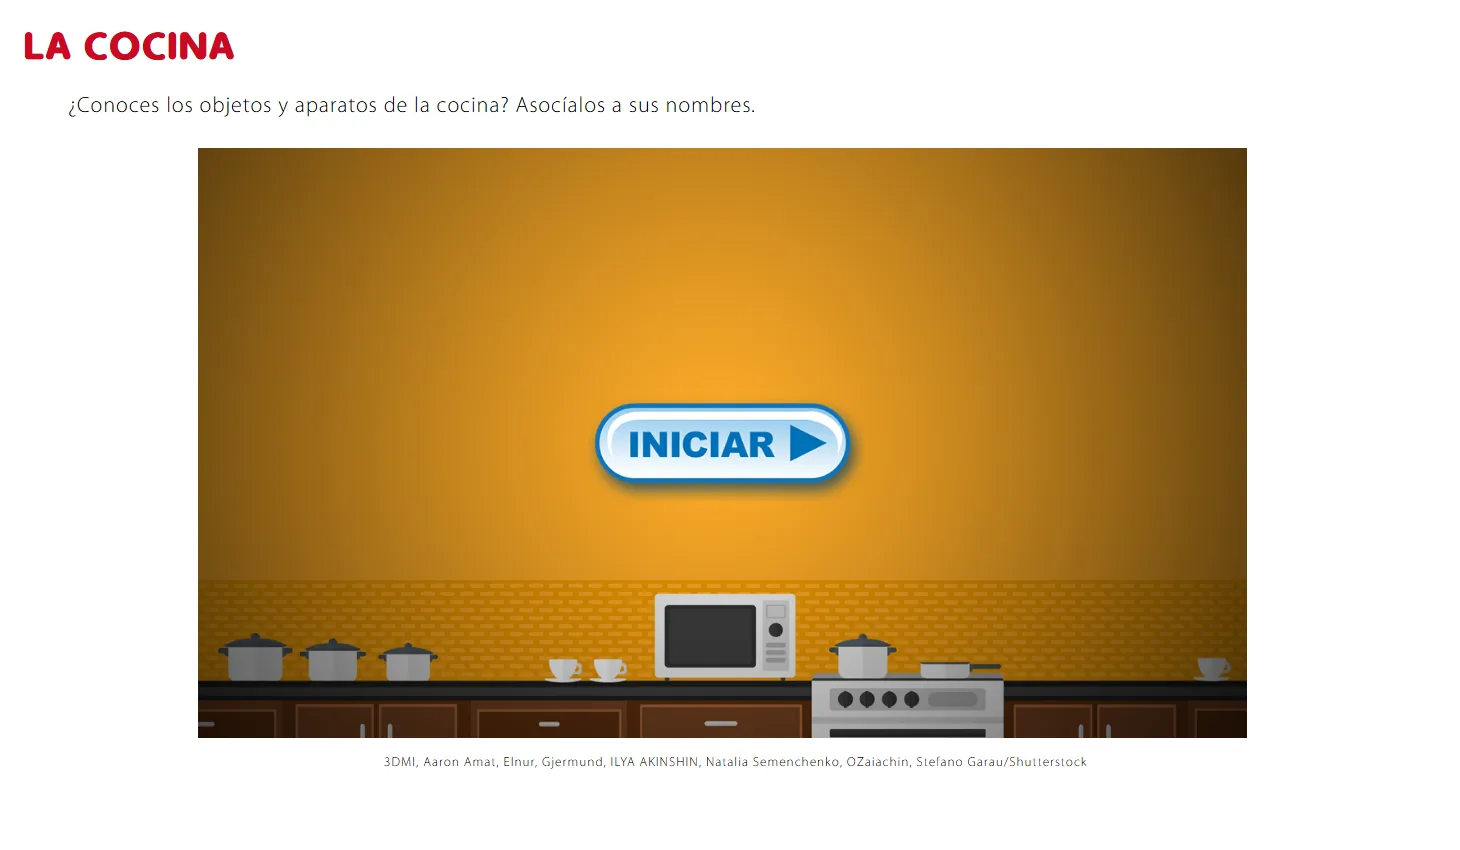 LA COCINA
¿Conoces los objetos y aparatos de la cocina? Asocíalos a sus nombres.
INICIAR
3DMI, Aaron Amat, Elnur, Gjermund, ILYA AKINSHIN, Natalia Semenchenko, OZaiachin, Stefano Garau/Shutterstock